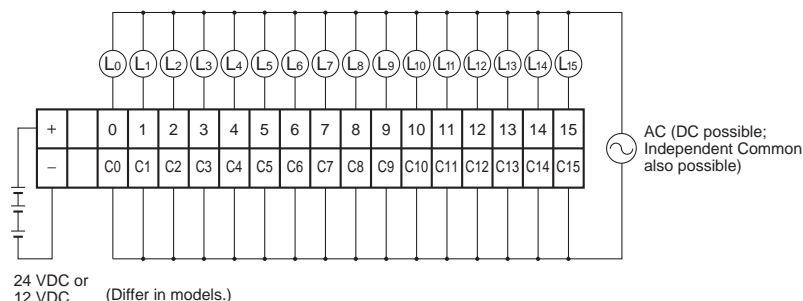 L0 L1 L2 L3 L4 L5 L6 L7 L8 L9 L10 L11 L12 L13 L14 L15
+ 0 1 2 3 4 5 6 7 8 9 10 11 12 13 14 15
− C0 C1 C2 C3 C4 C5 C6 C7 C8 C9 C10 C11 C12 C13 C14 C15
AC (DC possible;
Independent Common
also possible)
24 VDC or
12 VDC (Differ in models.)